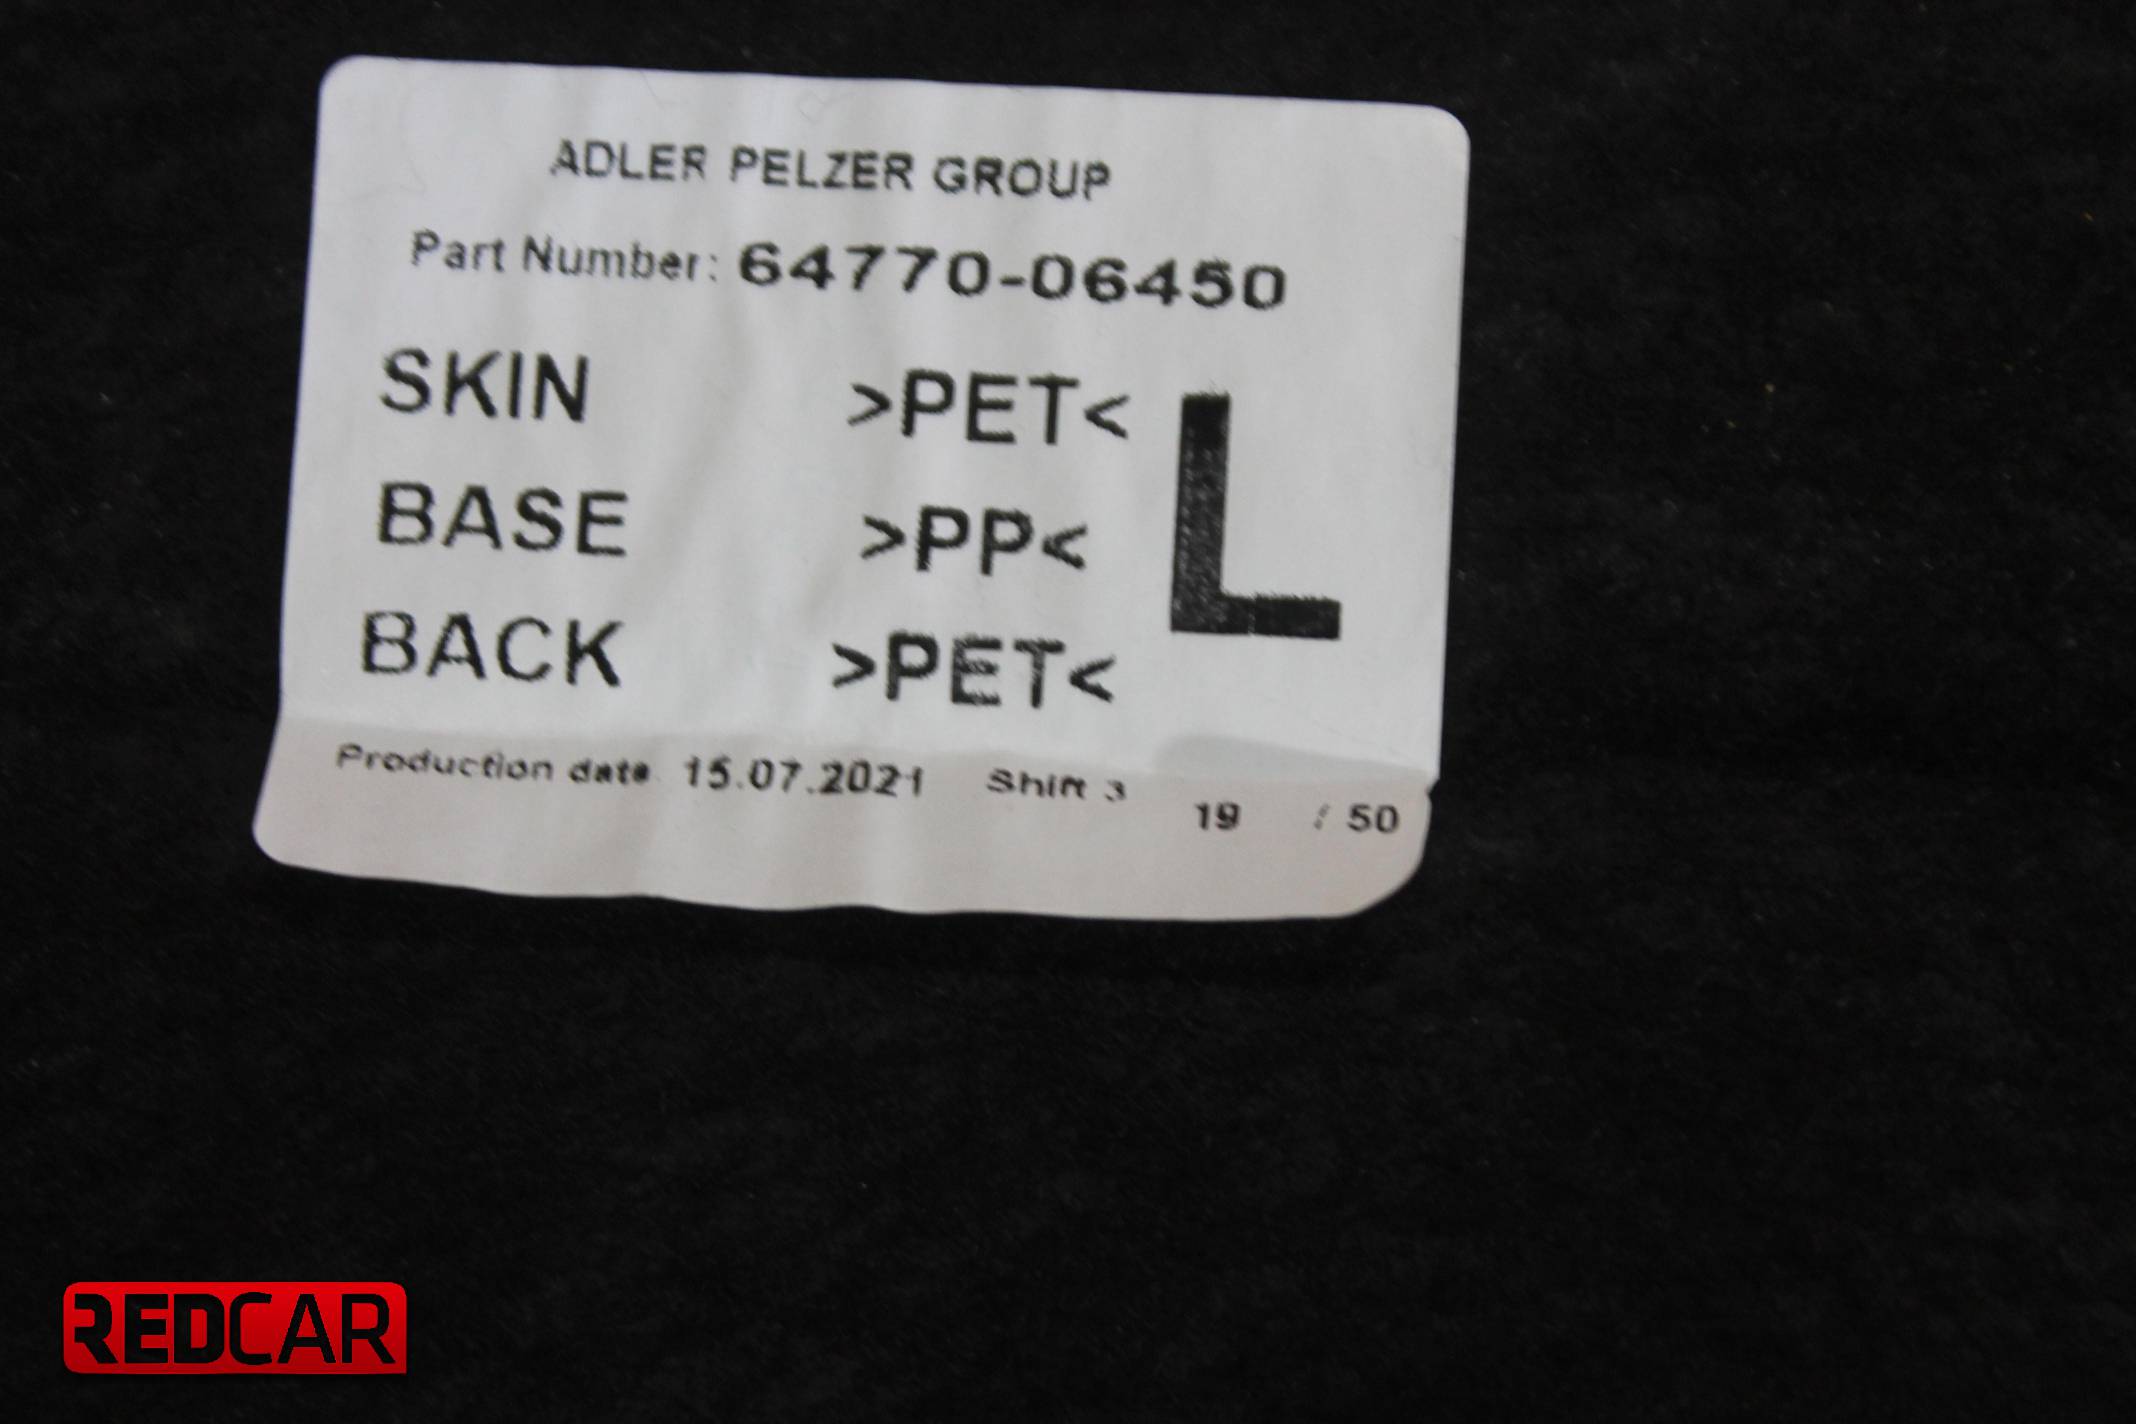 ADLER PELZER GROUP
Part Number: 64770-06450
SKIN >PET<
BASE >PP<
L
BACK >PET<
Production date 15.07.2021 Shift 3 19 / 50
REDCAR